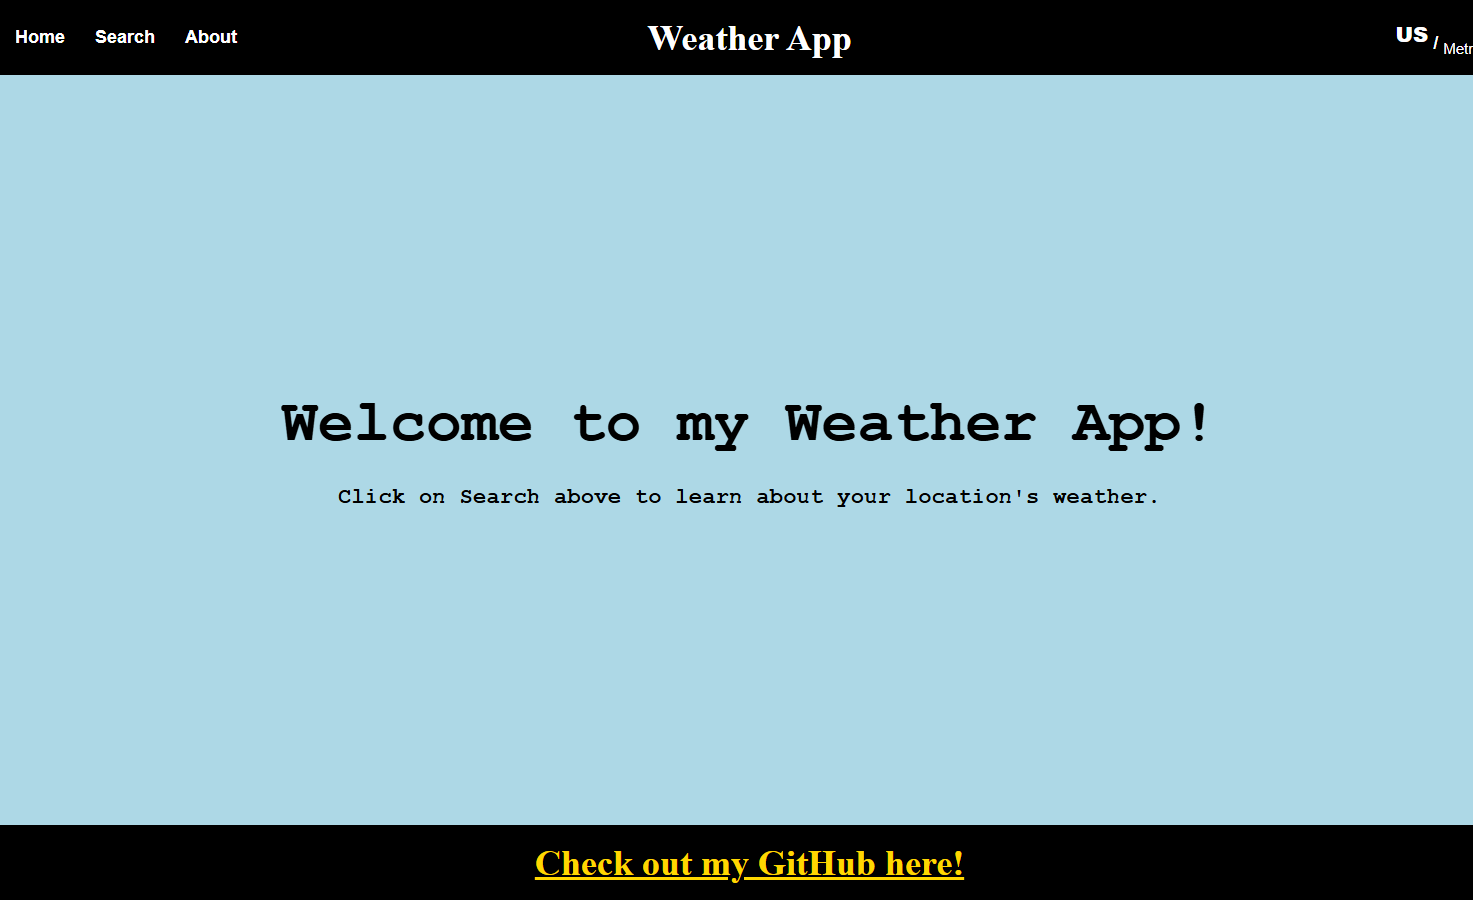 Home Search About Weather App US / Metr
Welcome to my Weather App!
Click on Search above to learn about your location's weather.
Check out my GitHub here!